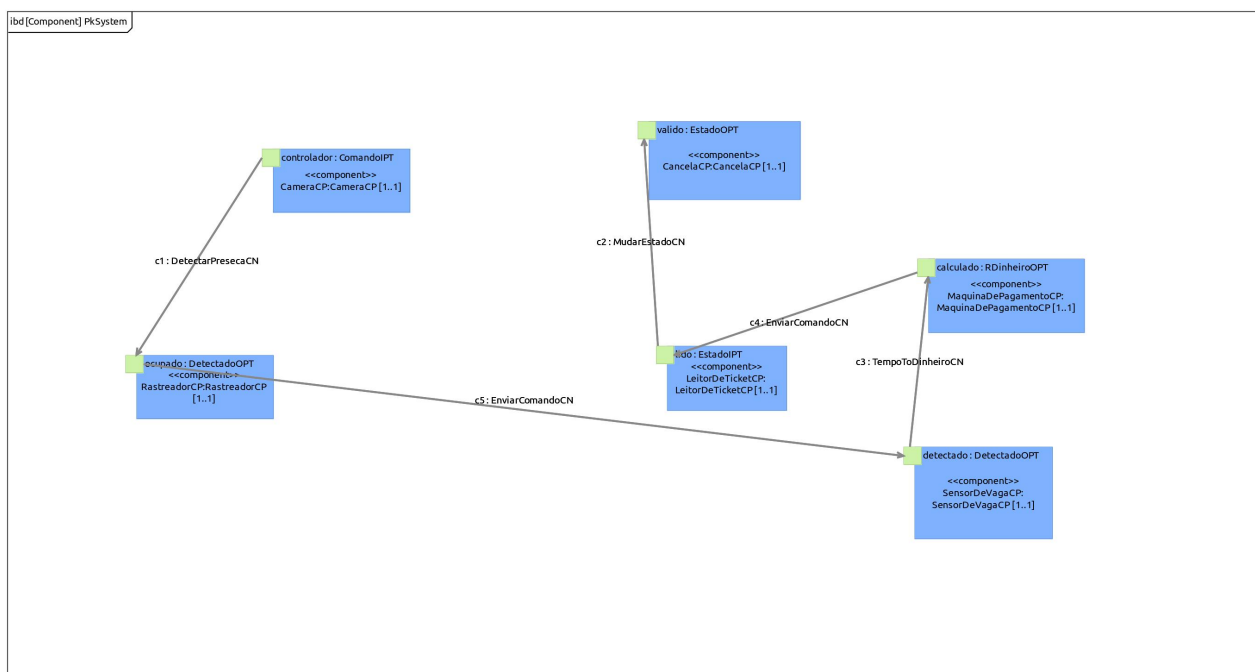 ibd [Component] PkSystem
valido : EstadoOPT
<<component>>
CancelaCP:CancelaCP [1..1]
controlador : ComandoIPT
<<component>>
CameraCP:CameraCP [1..1]
c2 : MudarEstadoCN
c1 : DetectarPresecaCN
calculado : RDinheiroOPT
<<component>>
MaquinaDePagamentoCP:
MaquinaDePagamentoCP [1..1]
c4 : EnviarComandoCN
: EstadoIPT
<<component>>
LeitorDeTicketCP:
LeitorDeTicketCP [1..1]
c3 : TempoToDinheiroCN
ocupado : DetectadoOPT
<<component>>
RastreadorCP:RastreadorCP
[1..1]
c5 : EnviarComandoCN
detectado : DetectadoOPT
<<component>>
SensorDeVagaCP:
SensorDeVagaCP [1..1]